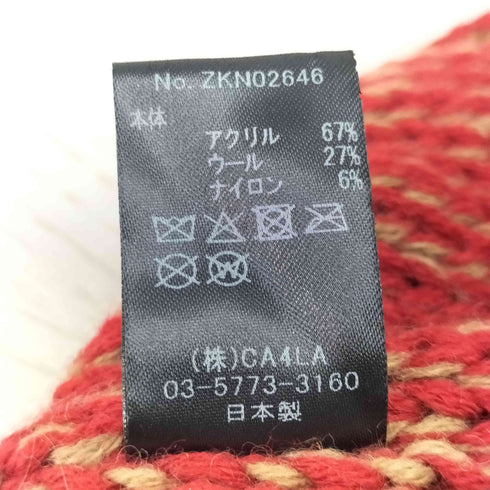 No. ZKN02646
本体
アクリル 67%
ウール 27%
ナイロン 6%
(株)CA4LA
03-5773-3160
日本製